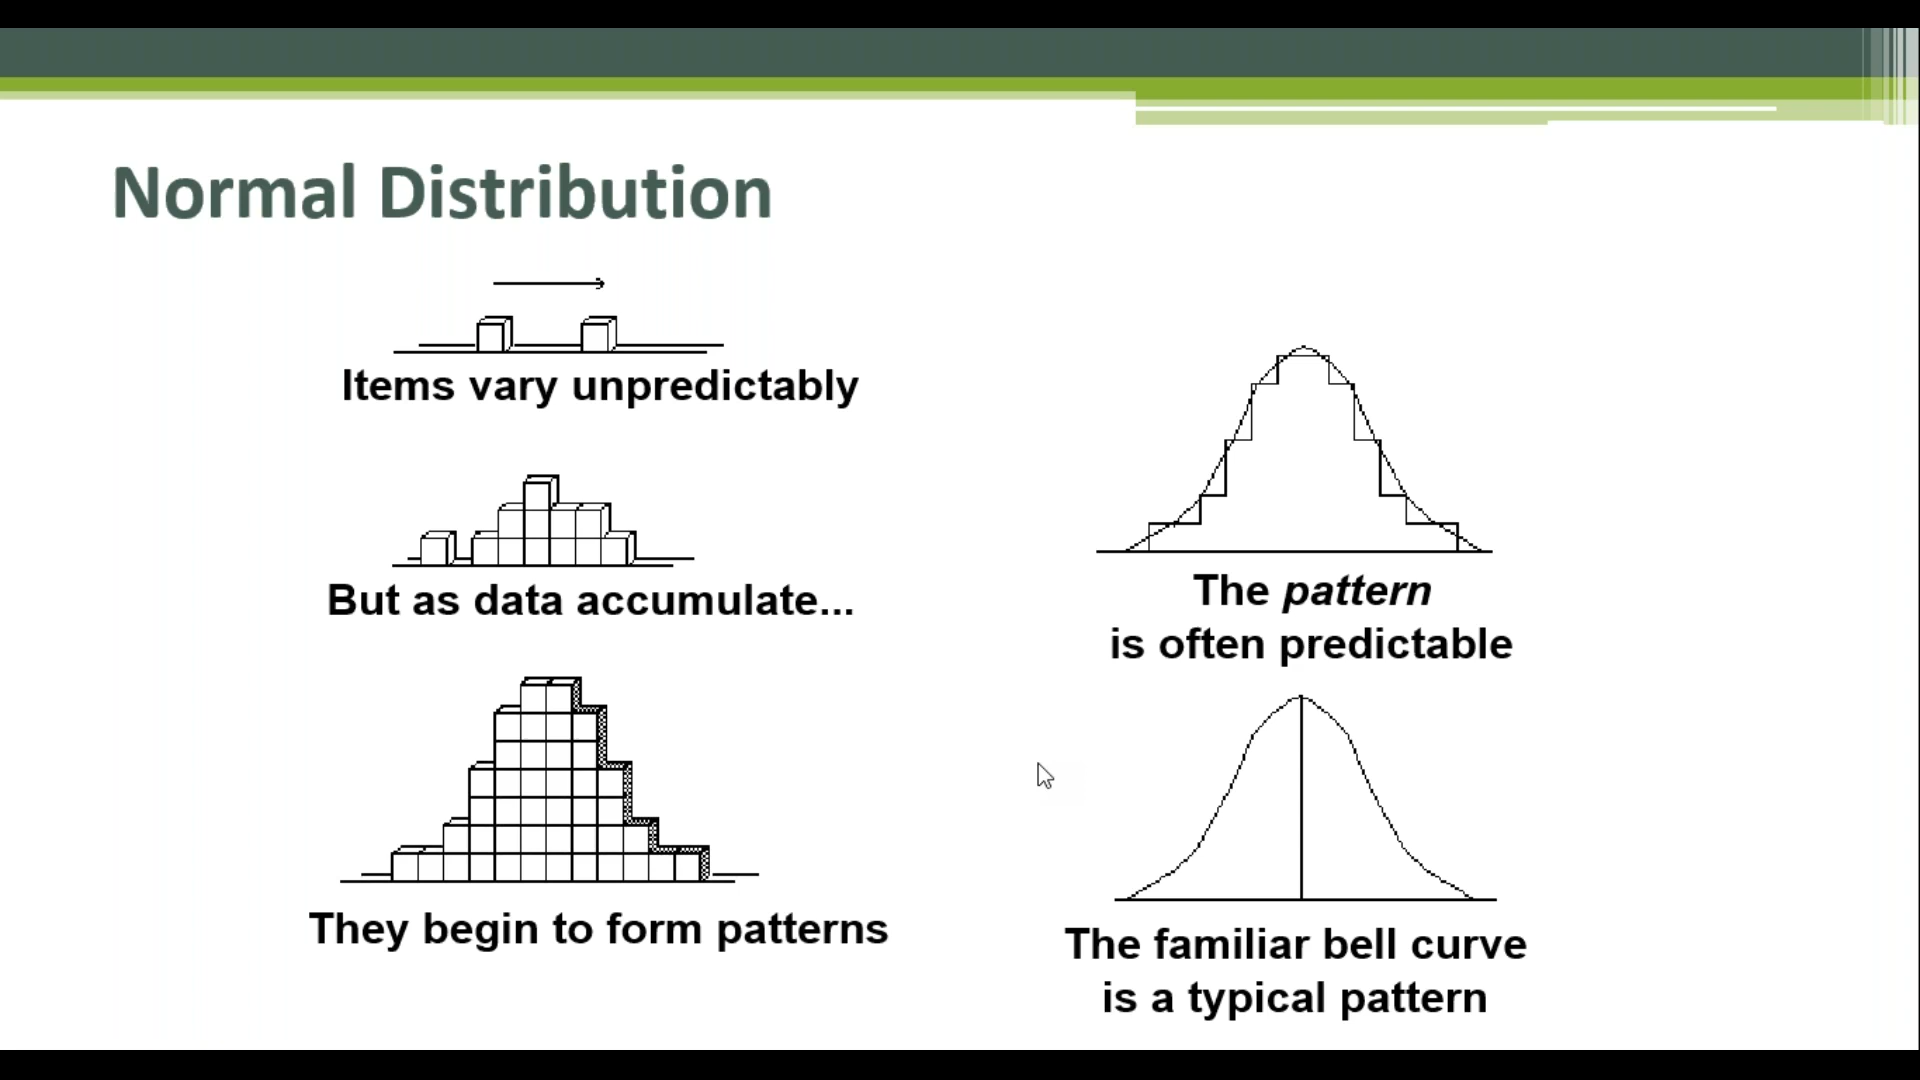 Normal Distribution
Items vary unpredictably
But as data accumulate...
They begin to form patterns
The pattern
is often predictable
The familiar bell curve
is a typical pattern